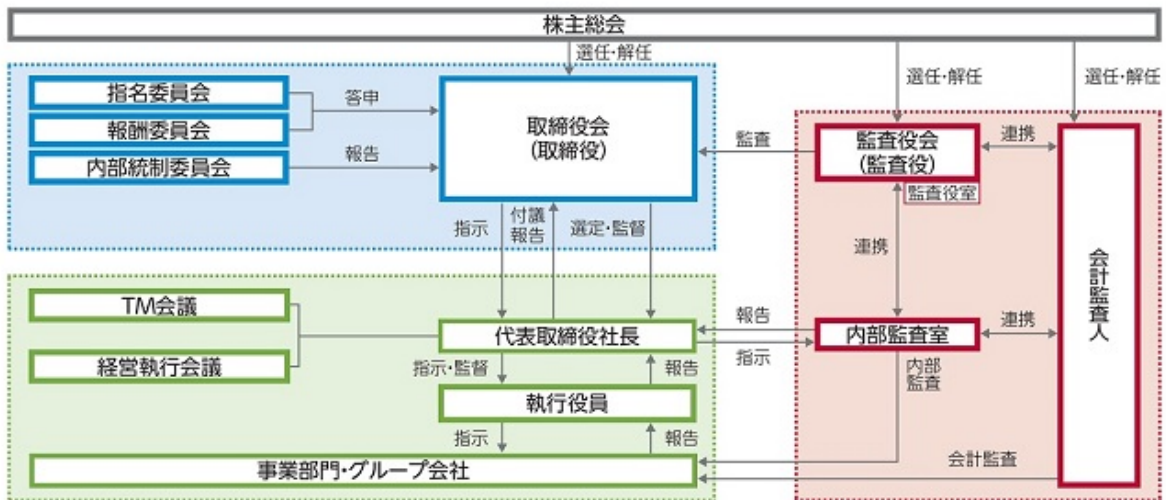 株主総会
選任・解任
選任・解任
選任・解任
指名委員会
報酬委員会
内部統制委員会
答申
報告
取締役会
(取締役)
監査
監査役会
(監査役)
監査役室
連携
連携
会計監査人
指示
付議
報告
選定・監督
TM会議
経営執行会議
代表取締役社長
報告
指示
内部監査室
連携
内部
監査
指示・監督
報告
執行役員
指示
報告
事業部門・グループ会社
会計監査